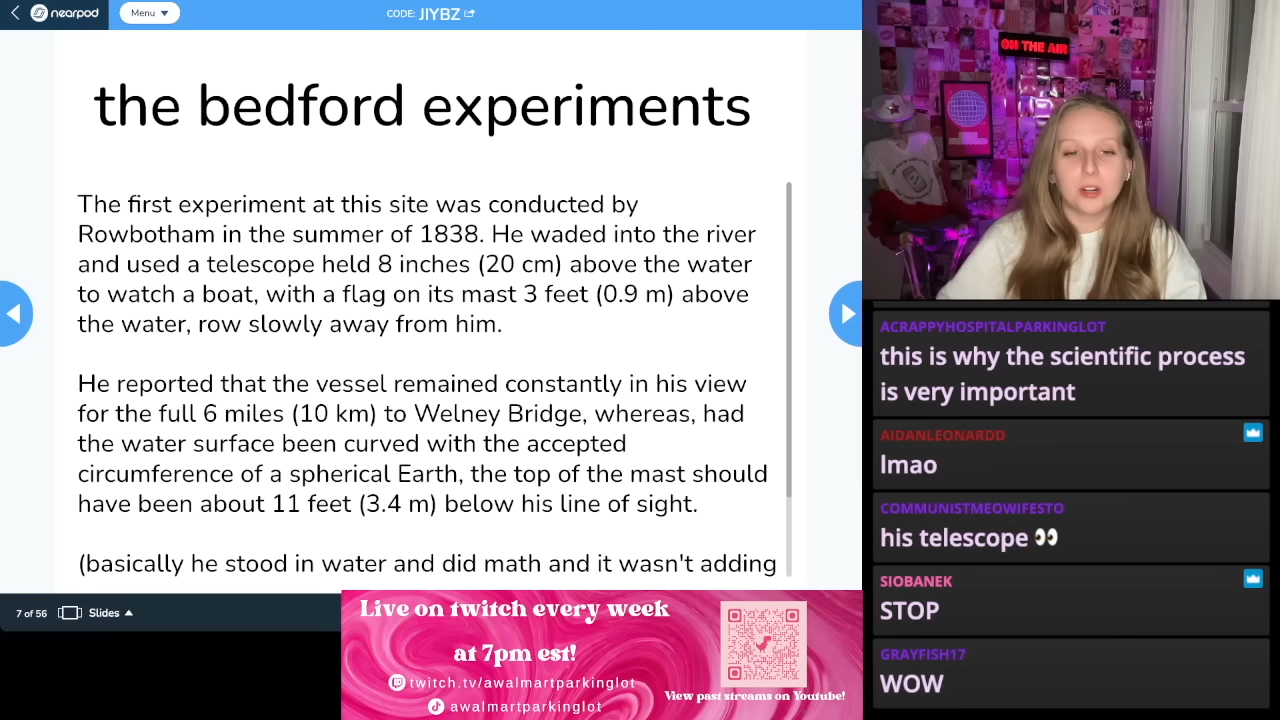 nearpod
Menu
CODE: JIYBZ
the bedford experiments
The first experiment at this site was conducted by
Rowbotham in the summer of 1838. He waded into the river
and used a telescope held 8 inches (20 cm) above the water
to watch a boat, with a flag on its mast 3 feet (0.9 m) above
the water, row slowly away from him.
He reported that the vessel remained constantly in his view
for the full 6 miles (10 km) to Welney Bridge, whereas, had
the water surface been curved with the accepted
circumference of a spherical Earth, the top of the mast should
have been about 11 feet (3.4 m) below his line of sight.
(basically he stood in water and did math and it wasn't adding
7 of 56
Slides
Live on twitch every week
at 7pm est!
twitch.tv/awalmartparkinglot
awalmartparkinglot
View past streams on Youtube!
ON THE AIR
ACRAPPYHOSPITALPARKINGLOT
this is why the scientific process
is very important
AIDANLEONARDD
lmao
COMMUNISTMEOWIFESTO
his telescope 👀
SIOBANEK
STOP
GRAYFISH17
WOW